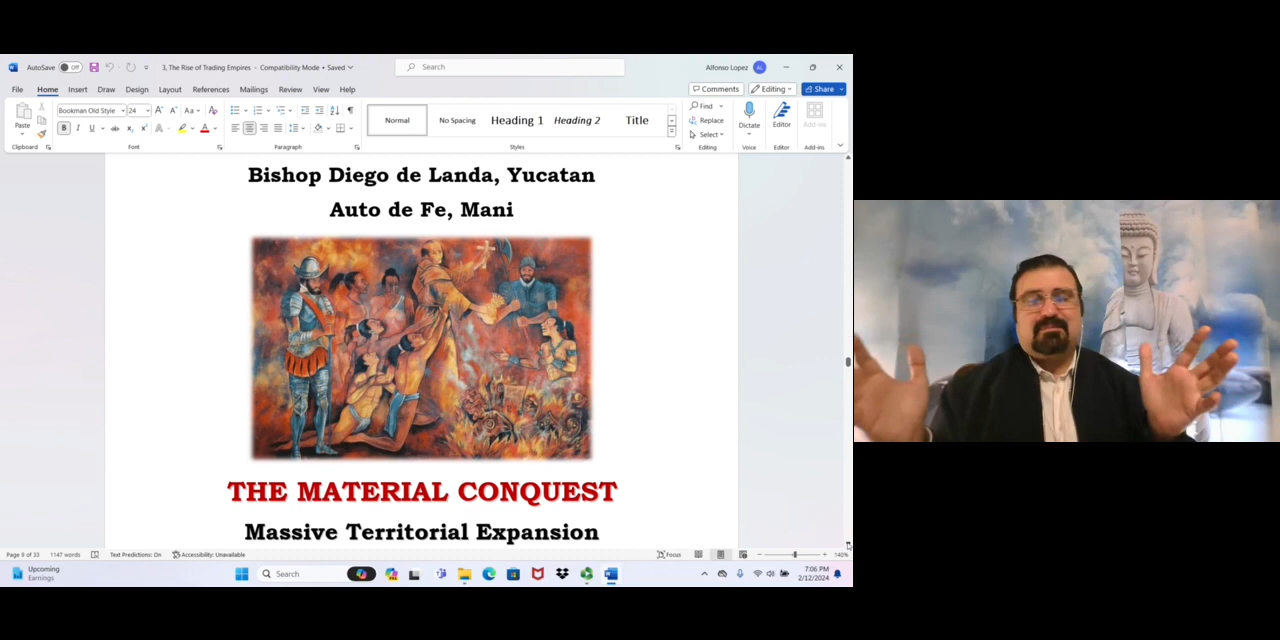 AutoSave Off 3, The Rise of Trading Empires - Compatibility Mode • Saved Search Alfonso Lopez AL
File Home Insert Draw Design Layout References Mailings Review View Help Comments Editing Share
Paste Bookman Old Style 24 Aa Normal No Spacing Heading 1 Heading 2 Title Find Replace Select Dictate Editor Add-ins
Clipboard Font Paragraph Styles Editing Voice Editor Add-ins
Bishop Diego de Landa, Yucatan
Auto de Fe, Mani
THE MATERIAL CONQUEST
Massive Territorial Expansion
Page 9 of 33 1147 words Text Predictions: On Accessibility: Unavailable Focus 140%
Upcoming
Earnings
Search
7:06 PM
2/12/2024